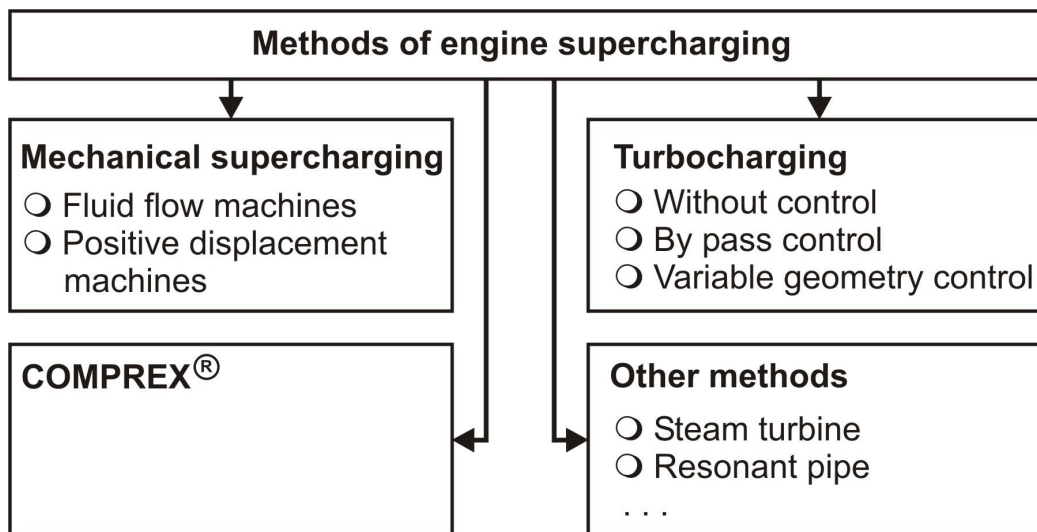 Methods of engine supercharging
Mechanical supercharging
❍ Fluid flow machines
❍ Positive displacement
machines
Turbocharging
❍ Without control
❍ By pass control
❍ Variable geometry control
COMPREX®
Other methods
❍ Steam turbine
❍ Resonant pipe
. . .